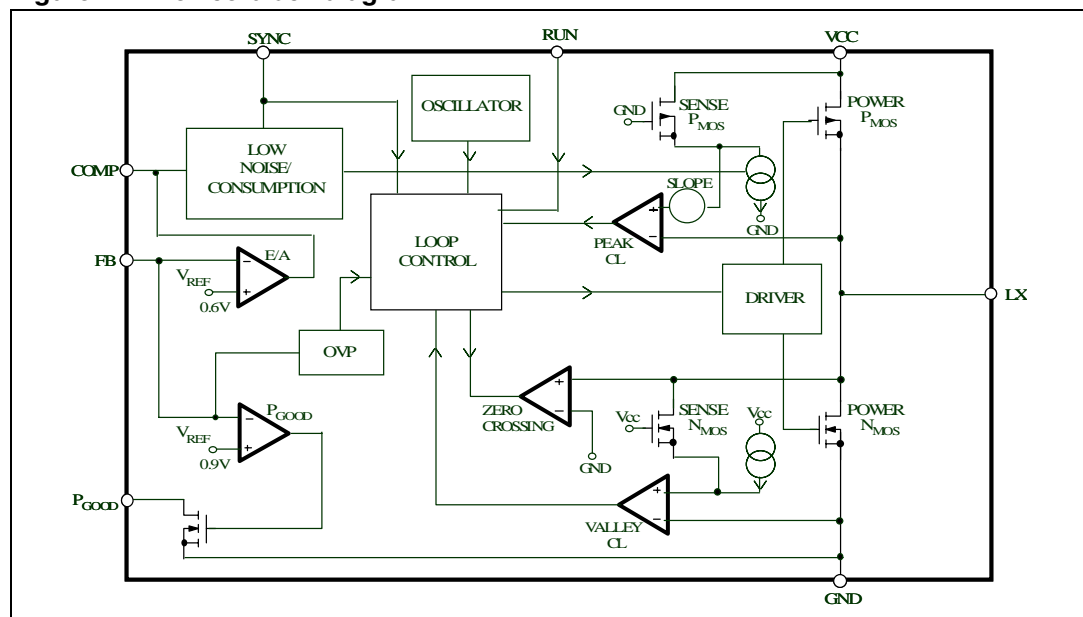 SYNC
RUN
VCC
OSCILLATOR
GND
SENSE
PMOS
POWER
PMOS
LOW
NOISE/
CONSUMPTION
COMP
SLOPE
GND
LOOP
CONTROL
PEAK
CL
E/A
FB
VREF
0.6V
DRIVER
LX
OVP
PGOOD
VREF
0.9V
ZERO
CROSSING
GND
Vcc
SENSE
NMOS
Vcc
POWER
NMOS
PGOOD
VALLEY
CL
GND